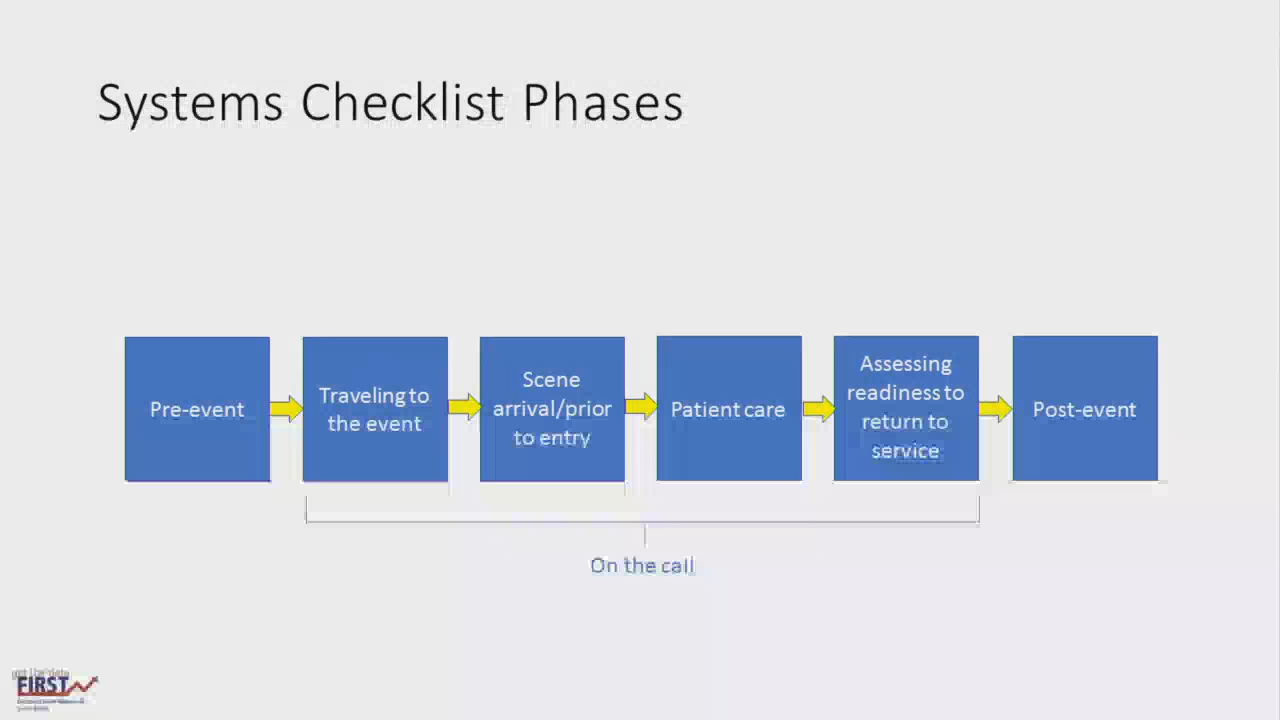 Systems Checklist Phases
Pre-event
Traveling to
the event
Scene
arrival/prior
to entry
Patient care
Assessing
readiness to
return to
service
Post-event
On the call
FIRST